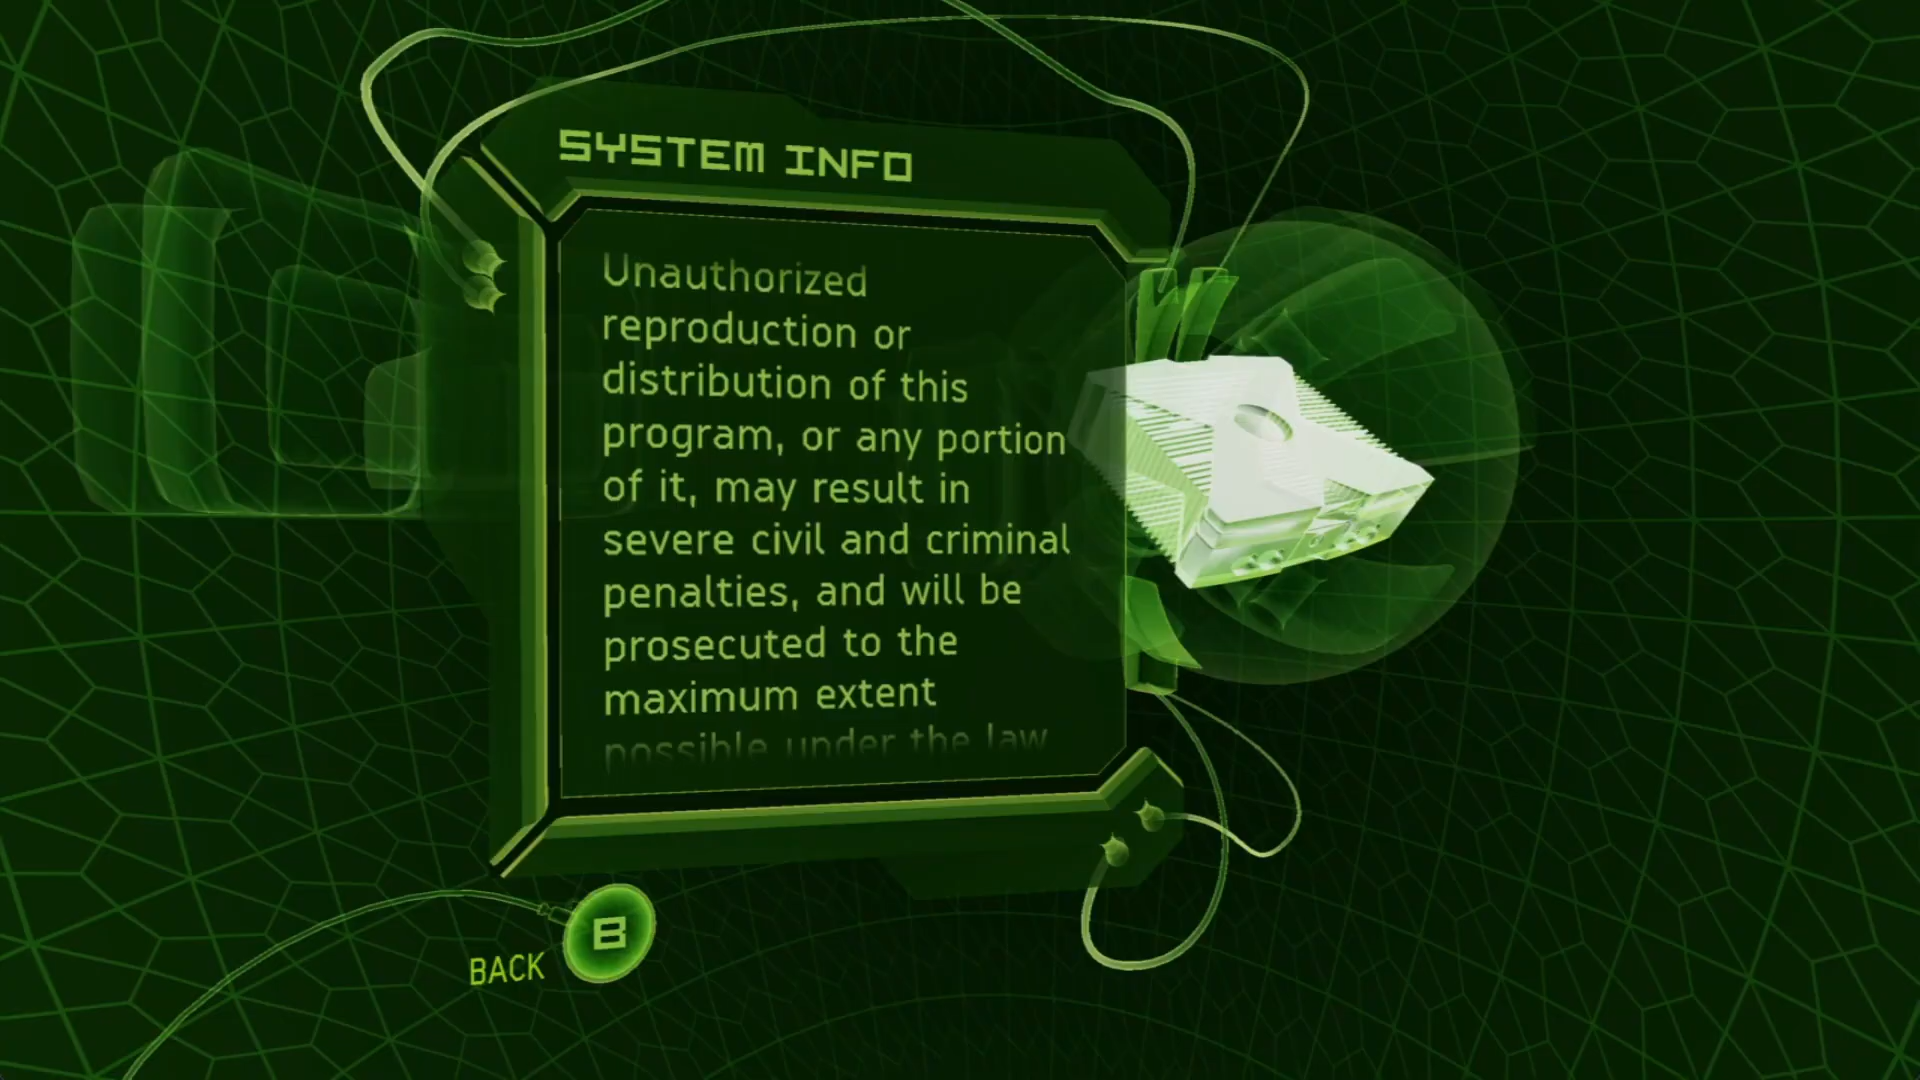 SYSTEM INFO
Unauthorized
reproduction or
distribution of this
program, or any portion
of it, may result in
severe civil and criminal
penalties, and will be
prosecuted to the
maximum extent
possible under the law
B
BACK